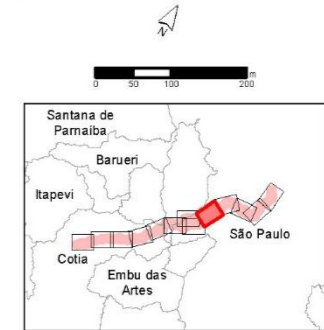 N
0 50 100 200
m
Santana de
Parnaíba
Barueri
Itapevi
São Paulo
Cotia
Embu das
Artes